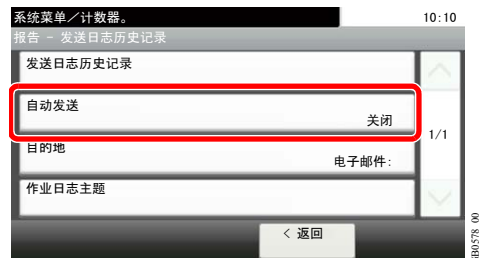 系统菜单／计数器。
10:10
报告 - 发送日志历史记录
发送日志历史记录
自动发送
关闭
1/1
目的地
电子邮件:
作业日志主题
< 返回